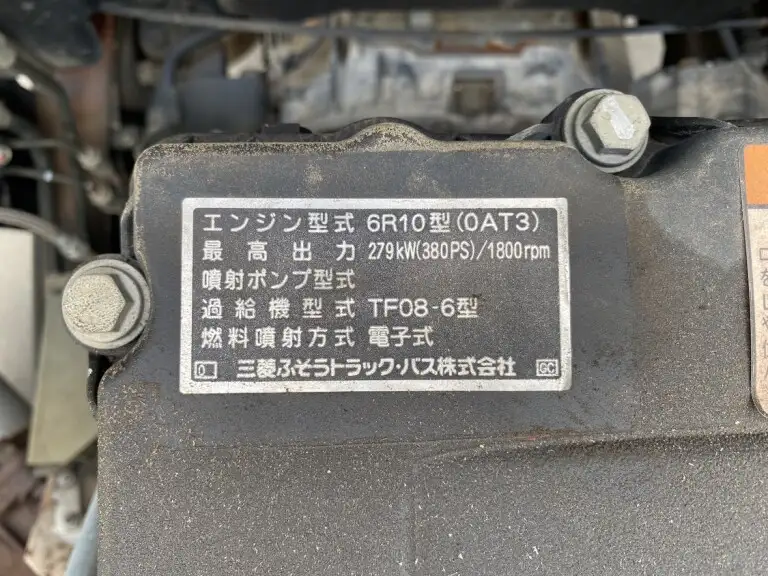 エンジン型式 6R10型(0AT3)
最高出力 279kW(380PS)/1800rpm
噴射ポンプ型式
過給機型式 TF08-6型
燃料噴射方式 電子式
0 三菱ふそうトラック・バス株式会社 GC